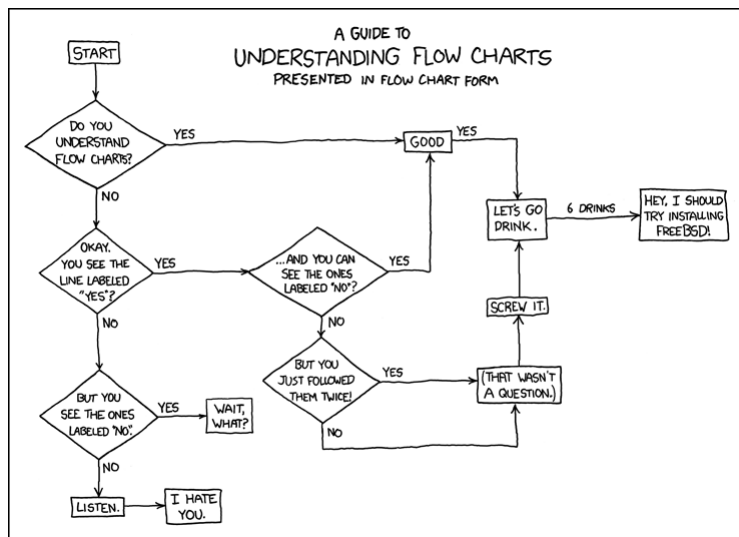 A GUIDE TO
UNDERSTANDING FLOW CHARTS
PRESENTED IN FLOW CHART FORM
START
DO YOU
UNDERSTAND
FLOW CHARTS?
YES
GOOD
YES
LET'S GO
DRINK.
6 DRINKS
HEY, I SHOULD
TRY INSTALLING
FREEBSD!
NO
OKAY.
YOU SEE THE
LINE LABELED
"YES"?
YES
...AND YOU CAN
SEE THE ONES
LABELED "NO"?
YES
SCREW IT.
NO
NO
BUT YOU
JUST FOLLOWED
THEM TWICE!
YES
(THAT WASN'T
A QUESTION.)
NO
BUT YOU
SEE THE ONES
LABELED "NO".
YES
WAIT,
WHAT?
NO
LISTEN.
I HATE
YOU.